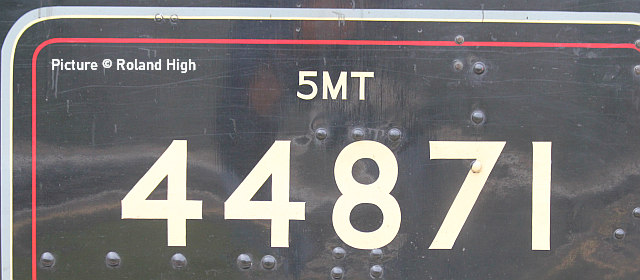 Picture © Roland High
5MT
44871